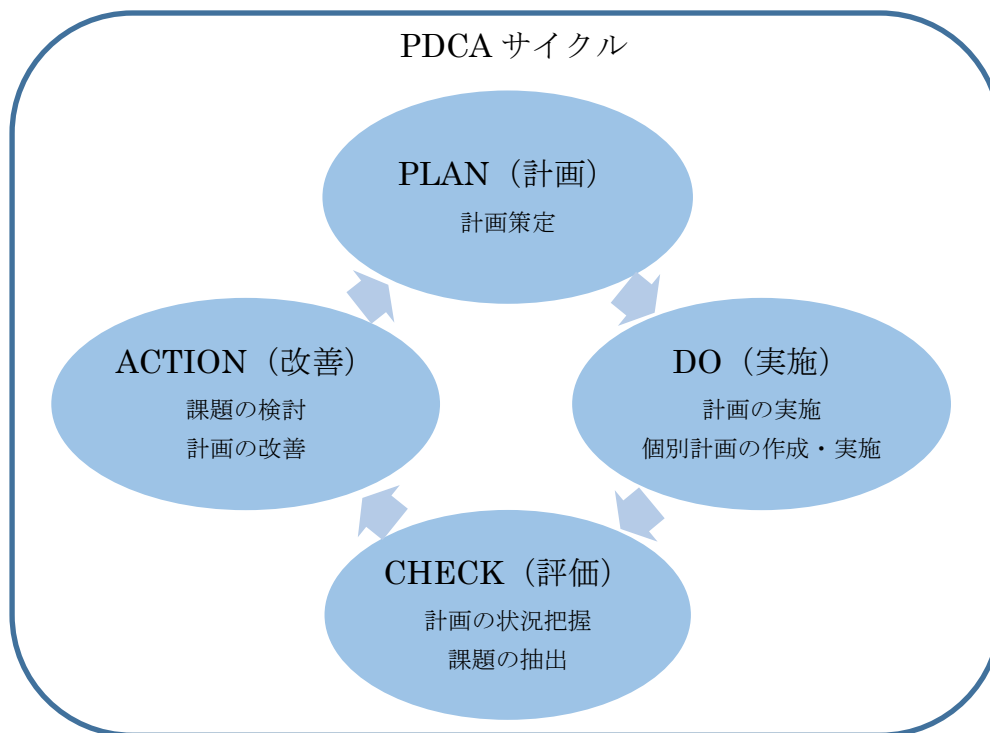 PDCA サイクル
PLAN（計画）
計画策定
DO（実施）
計画の実施
個別計画の作成・実施
CHECK（評価）
計画の状況把握
課題の抽出
ACTION（改善）
課題の検討
計画の改善